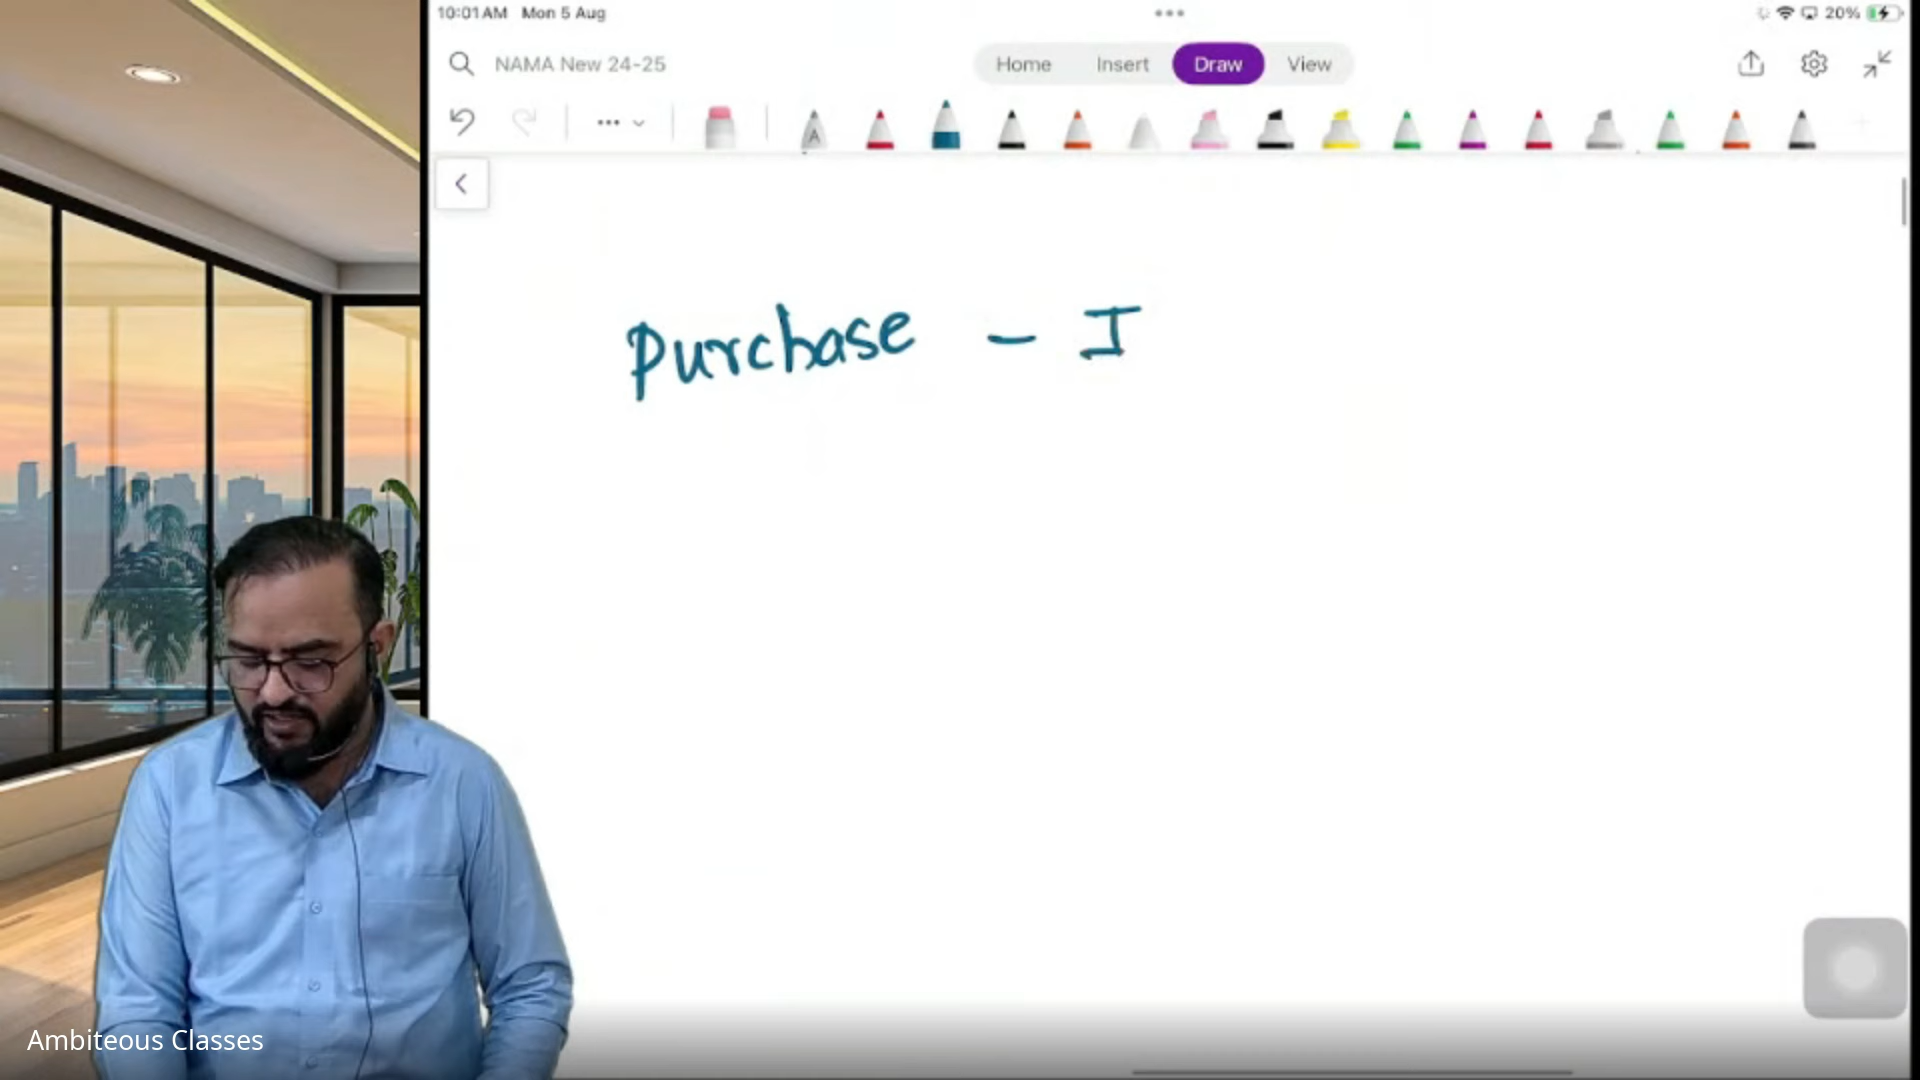 10:01 AM Mon 5 Aug
20%
NAMA New 24-25
Home Insert Draw View
A
Purchase - I
Ambiteous Classes